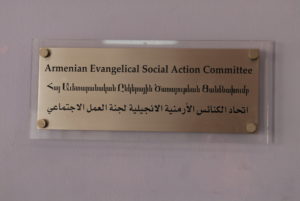 Armenian Evangelical Social Action Committee
Հայ Աւետարանական Ընկերային Ծառայութեան Յանձնախումբ
اتحاد الكنائس الأرمنية الانجيلية لجنة العمل الاجتماعي